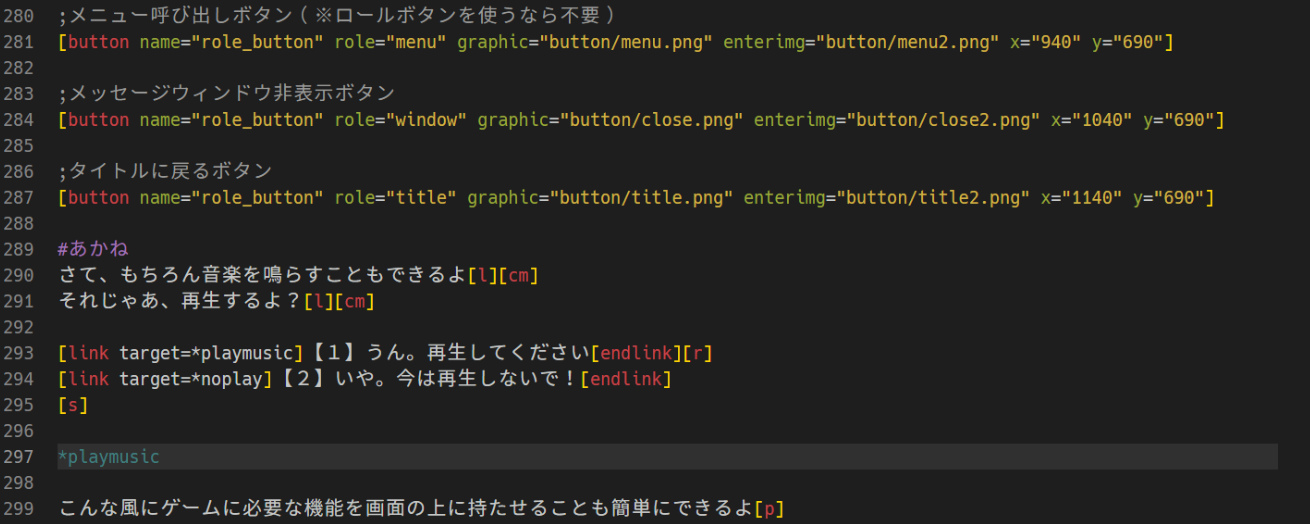 280 ;メニュー呼び出しボタン（※ロールボタンを使うなら不要）
281 [button name="role_button" role="menu" graphic="button/menu.png" enterimg="button/menu2.png" x="940" y="690"]
282
283 ;メッセージウィンドウ非表示ボタン
284 [button name="role_button" role="window" graphic="button/close.png" enterimg="button/close2.png" x="1040" y="690"]
285
286 ;タイトルに戻るボタン
287 [button name="role_button" role="title" graphic="button/title.png" enterimg="button/title2.png" x="1140" y="690"]
288
289 #あかね
290 さて、もちろん音楽を鳴らすこともできるよ[l][cm]
291 それじゃあ、再生するよ？[l][cm]
292
293 [link target=*playmusic]【１】うん。再生してください[endlink][r]
294 [link target=*noplay]【２】いや。今は再生しないで！[endlink]
295 [s]
296
297 *playmusic
298
299 こんな風にゲームに必要な機能を画面の上に持たせることも簡単にできるよ[p]